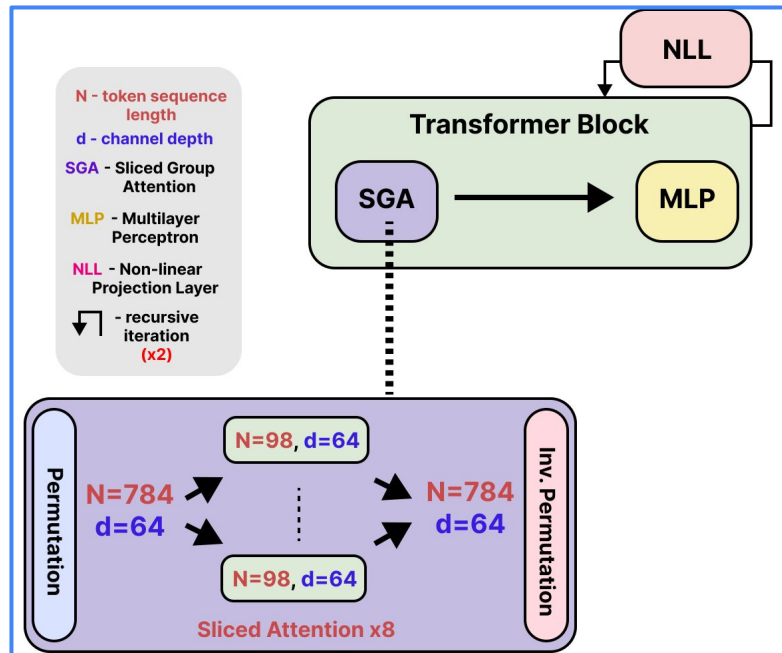 NLL
Transformer Block
SGA
MLP
N - token sequence
length
d - channel depth
SGA - Sliced Group
Attention
MLP - Multilayer
Perceptron
NLL - Non-linear
Projection Layer
- recursive
iteration
(x2)
Permutation
N=784
d=64
N=98, d=64
N=98, d=64
N=784
d=64
Inv. Permutation
Sliced Attention x8